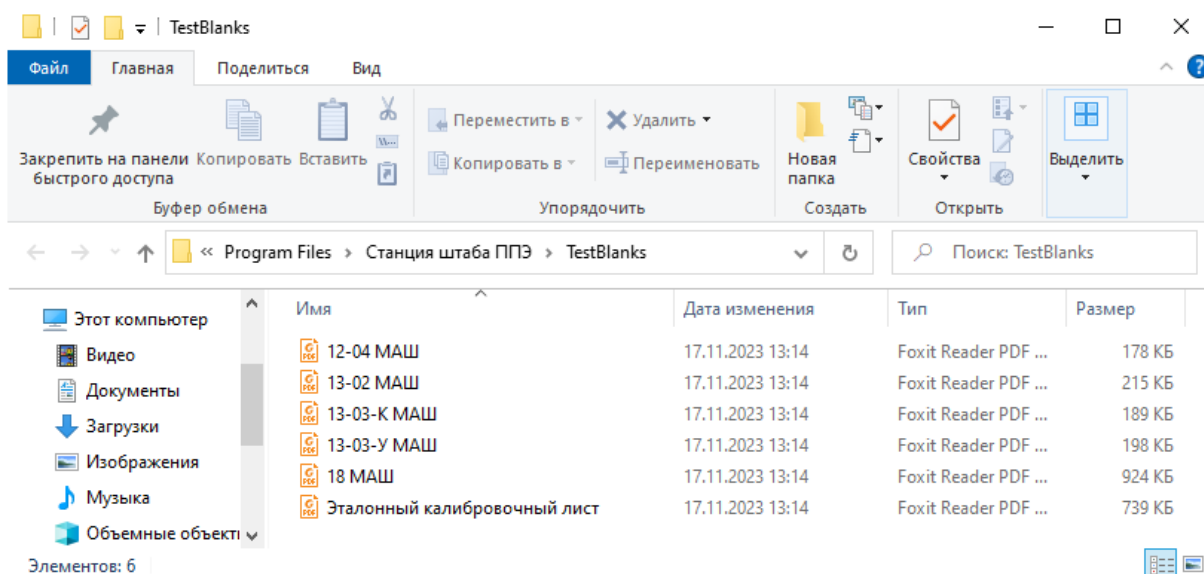 TestBlanks
Файл Главная Поделиться Вид
Закрепить на панели быстрого доступа
Копировать
Вставить
Переместить в
Копировать в
Удалить
Переименовать
Новая папка
Свойства
Выделить
Буфер обмена Упорядочить Создать Открыть
« Program Files › Станция штаба ППЭ › TestBlanks
Поиск: TestBlanks
Этот компьютер
Видео
Документы
Загрузки
Изображения
Музыка
Объемные объекты
Имя Дата изменения Тип Размер
12-04 МАШ 17.11.2023 13:14 Foxit Reader PDF ... 178 КБ
13-02 МАШ 17.11.2023 13:14 Foxit Reader PDF ... 215 КБ
13-03-К МАШ 17.11.2023 13:14 Foxit Reader PDF ... 189 КБ
13-03-У МАШ 17.11.2023 13:14 Foxit Reader PDF ... 198 КБ
18 МАШ 17.11.2023 13:14 Foxit Reader PDF ... 924 КБ
Эталонный калибровочный лист 17.11.2023 13:14 Foxit Reader PDF ... 739 КБ
Элементов: 6